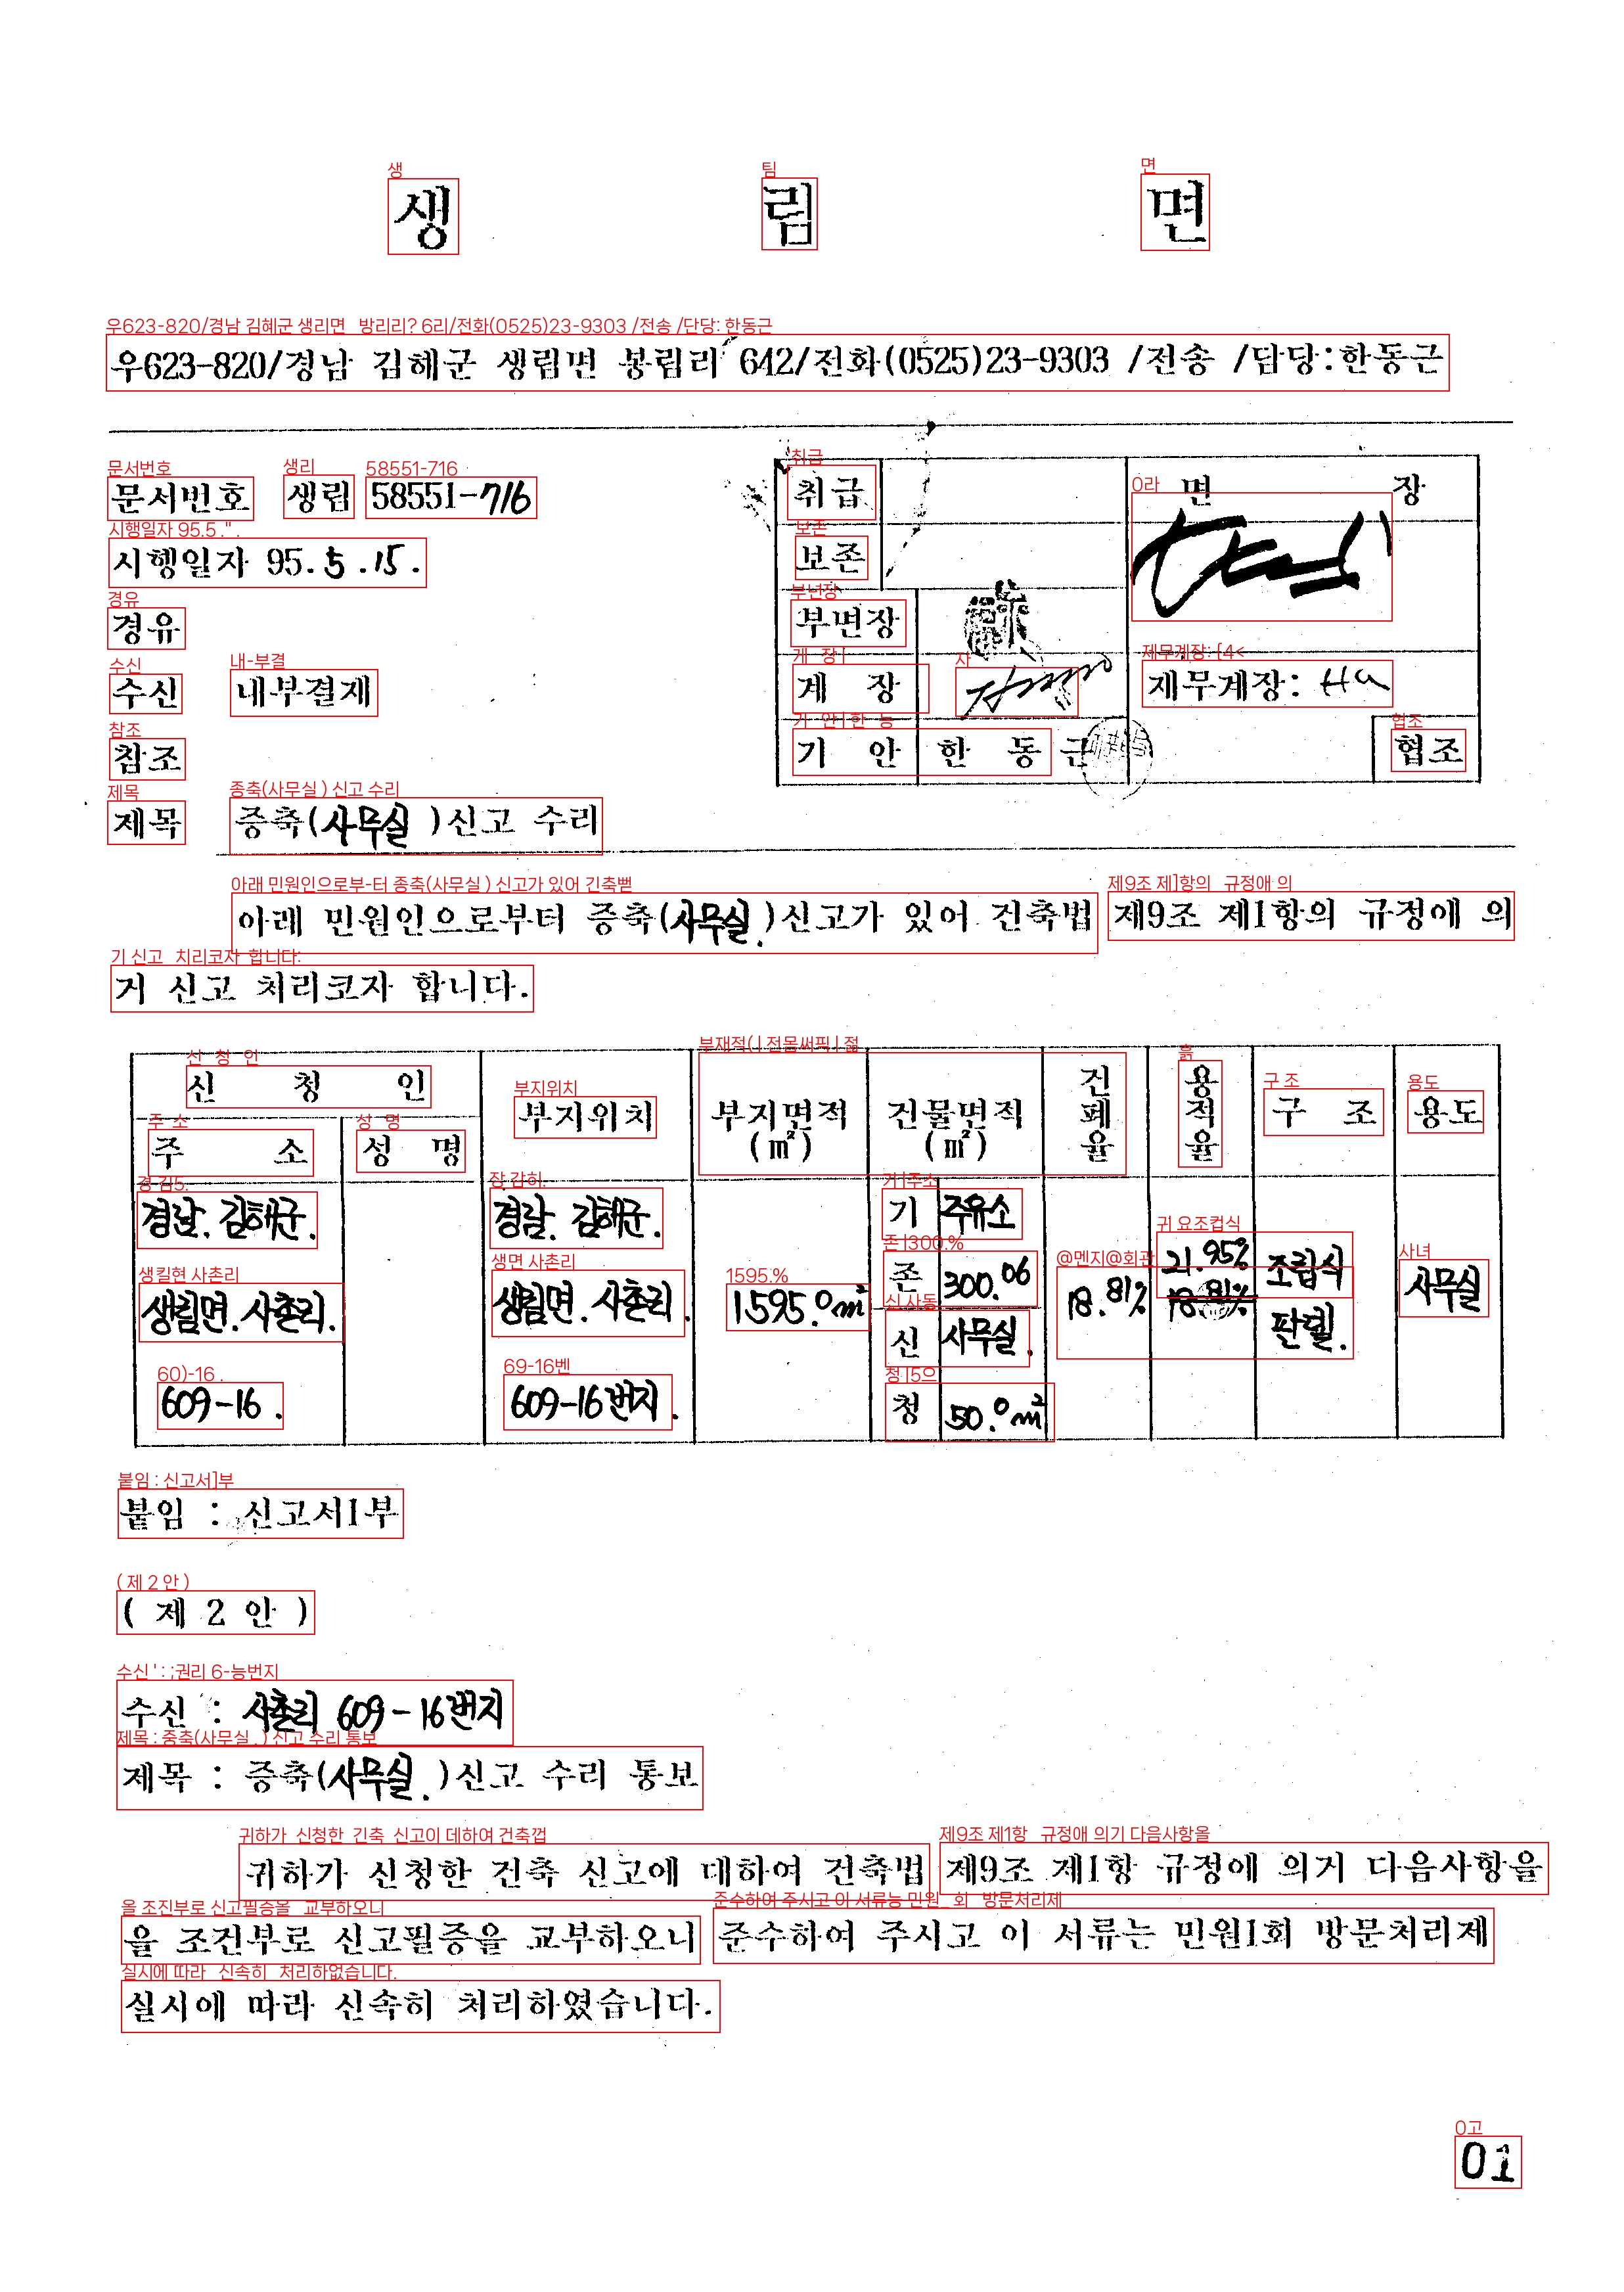 생 림 면
우623-820/경남 김해군 생림면 봉림리 642/전화(0525)23-9303 /전송 /담당:한동근
문서번호 생림 58551-716
시행일자 95.5.15.
경유
수신 내부결재
참조
제목 증축(사무실 )신고 수리
취급 면 장
보존
부면장
계 장 재무계장:
기 안 한 동 근 협조
아래 민원인으로부터 증축(사무실.)신고가 있어 건축법 제9조 제1항의 규정에 의
거 신고 처리코자 합니다.
신 청 인 부지위치 부지면적(㎡) 건물면적(㎡) 건폐율 용적율 구 조 용도
주 소 성 명
경남. 김해군. 경남. 김해군. 기 주유소
생림면.사촌리. 생림면. 사촌리. 1595.0㎡ 존 300.06 18.81% 21.95% 조립식 사무실
18.81% 판넬.
신 사무실.
609-16. 609-16번지. 청 50.0㎡
붙임 : 신고서1부
( 제 2 안 )
수신 : 사촌리 609-16번지
제목 : 증축(사무실.)신고 수리 통보
귀하가 신청한 건축 신고에 대하여 건축법 제9조 제1항 규정에 의거 다음사항을
을 조건부로 신고필증을 교부하오니 준수하여 주시고 이 서류는 민원1회 방문처리제
실시에 따라 신속히 처리하였습니다.
01